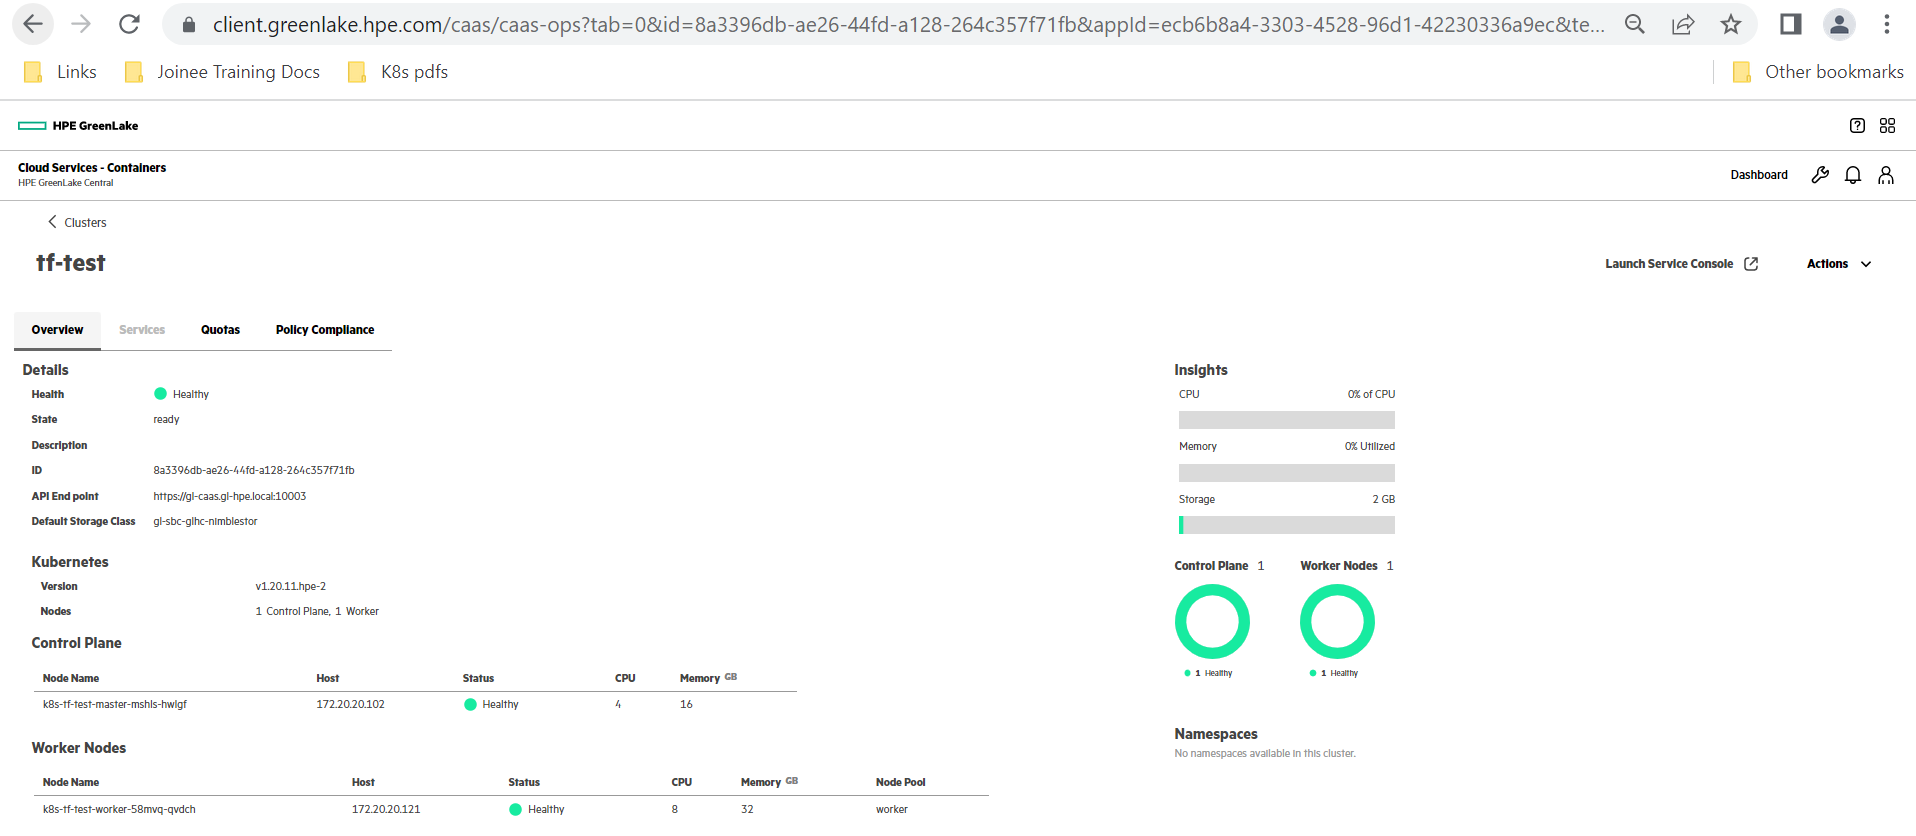 client.greenlake.hpe.com/caas/caas-ops?tab=0&id=8a3396db-ae26-44fd-a128-264c357f71fb&appId=ecb6b8a4-3303-4528-96d1-42230336a9ec&te...
Links Joinee Training Docs K8s pdfs Other bookmarks
HPE GreenLake
Cloud Services - Containers
HPE GreenLake Central
Dashboard
Clusters
tf-test
Launch Service Console Actions
Overview Services Quotas Policy Compliance
Details
Health Healthy
State ready
Description
ID 8a3396db-ae26-44fd-a128-264c357f71fb
API End point https://gl-caas.gl-hpe.local:10003
Default Storage Class gl-sbc-glhc-nimblestor
Kubernetes
Version v1.20.11.hpe-2
Nodes 1 Control Plane, 1 Worker
Control Plane
Node Name Host Status CPU Memory GB
k8s-tf-test-master-mshls-hwlgf 172.20.20.102 Healthy 4 16
Worker Nodes
Node Name Host Status CPU Memory GB Node Pool
k8s-tf-test-worker-58mvq-qvdch 172.20.20.121 Healthy 8 32 worker
Insights
CPU 0% of CPU
Memory 0% Utilized
Storage 2 GB
Control Plane 1 Worker Nodes 1
1 Healthy 1 Healthy
Namespaces
No namespaces available in this cluster.